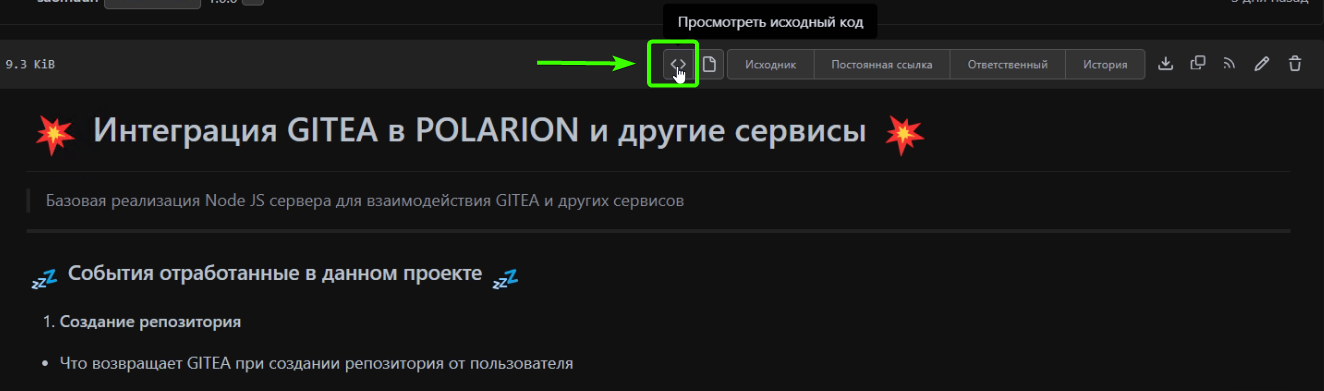 Просмотреть исходный код
9.3 KiB
Исходник Постоянная ссылка Ответственный История
Интеграция GITEA в POLARION и другие сервисы
Базовая реализация Node JS сервера для взаимодействия GITEA и других сервисов
События отработанные в данном проекте
1. Создание репозитория
• Что возвращает GITEA при создании репозитория от пользователя